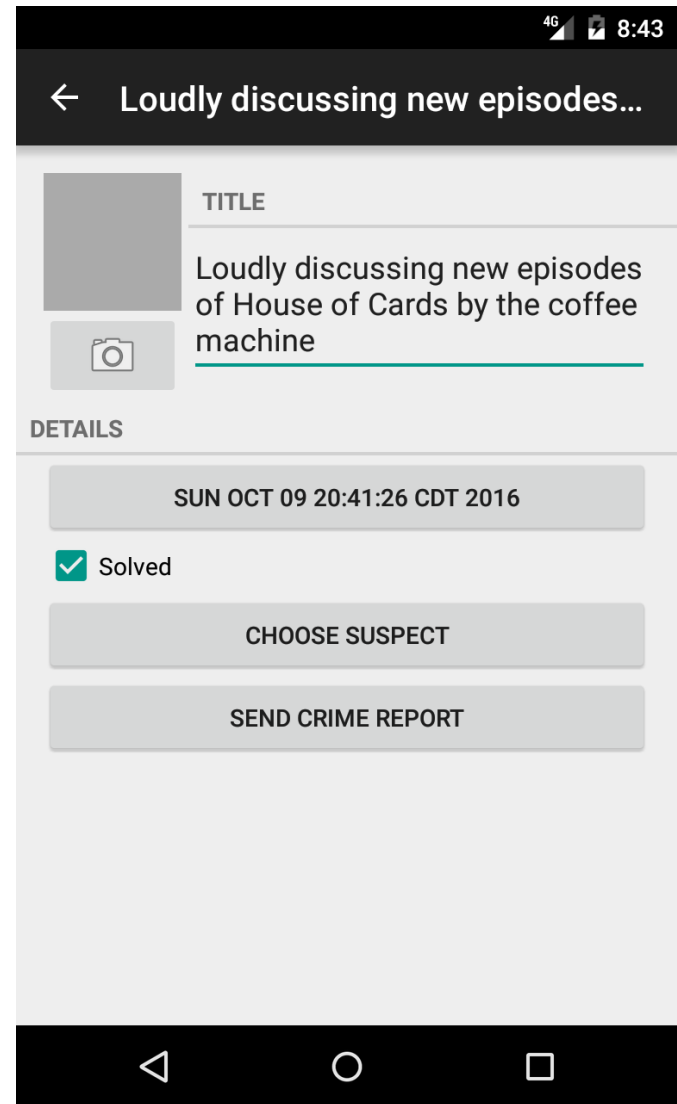 4G 8:43
Loudly discussing new episodes...
TITLE
Loudly discussing new episodes
of House of Cards by the coffee
machine
DETAILS
SUN OCT 09 20:41:26 CDT 2016
Solved
CHOOSE SUSPECT
SEND CRIME REPORT